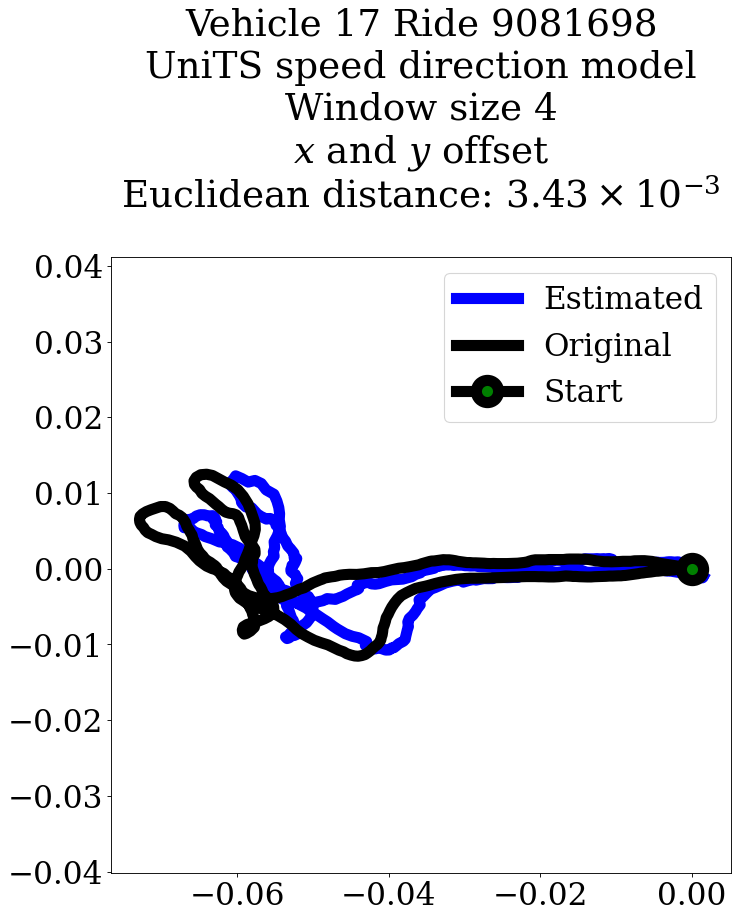 Vehicle 17 Ride 9081698
UniTS speed direction model
Window size 4
x and y offset
Euclidean distance: 3.43 × 10⁻³
0.04
0.03
0.02
0.01
0.00
−0.01
−0.02
−0.03
−0.04
Estimated
Original
Start
−0.06
−0.04
−0.02
0.00